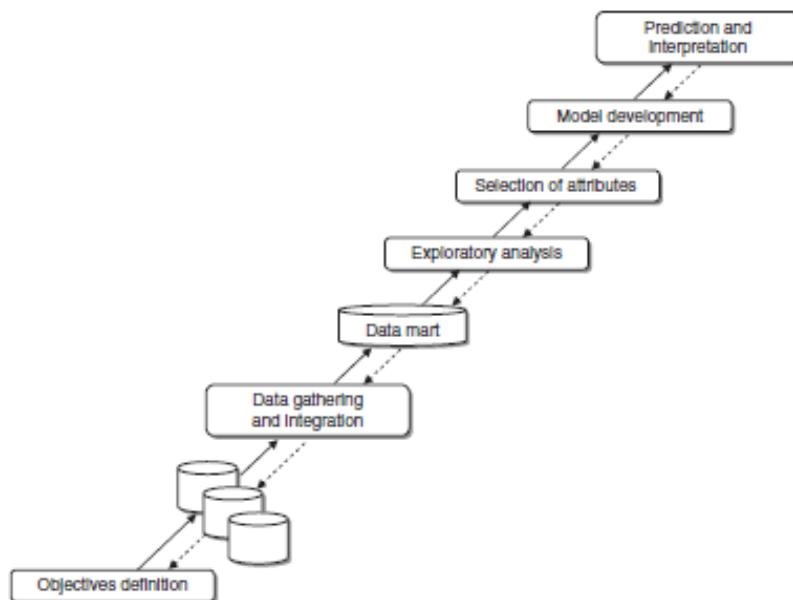 Prediction and
Interpretation
Model development
Selection of attributes
Exploratory analysis
Data mart
Data gathering
and integration
Objectives definition